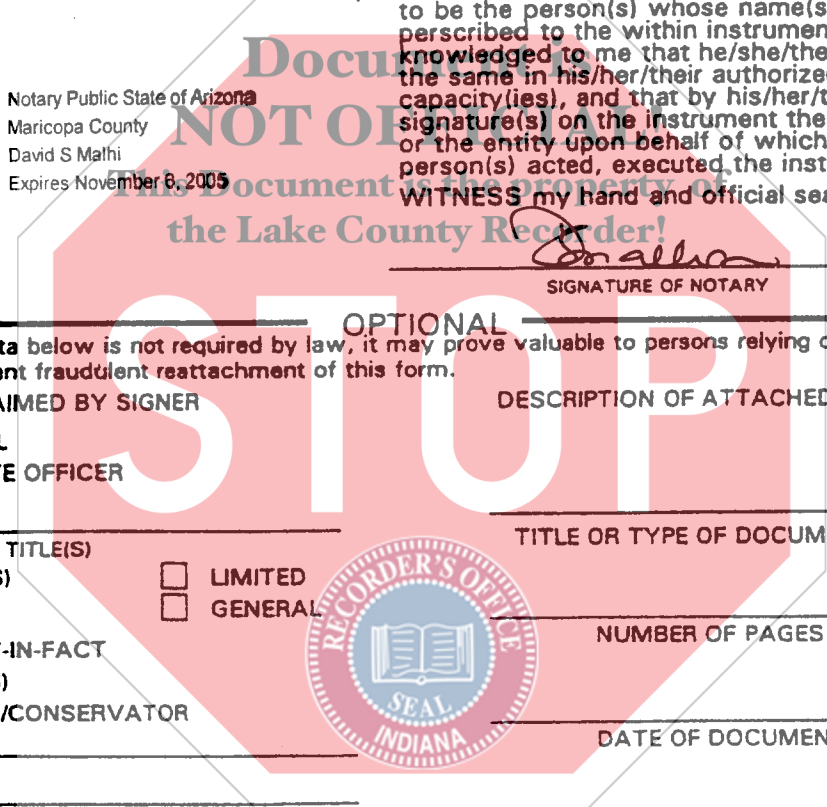 to be the person(s) whose name(s
perscribed to the within instrumen
knowledged to me that he/she/the
the same in his/her/their authorize
capacity(ies), and that by his/her/t
signature(s) on the instrument the
or the entity upon behalf of which
person(s) acted, executed the inst
WITNESS my hand and official sea
Notary Public State of Arizona
Maricopa County
David S Malhi
Expires November 6, 2005
Document is
NOT OFFICIAL!
This Document is the property of
the Lake County Recorder!
SIGNATURE OF NOTARY
STOP
OPTIONAL
ta below is not required by law, it may prove valuable to persons relying o
ent fraudulent reattachment of this form.
AIMED BY SIGNER
DESCRIPTION OF ATTACHED
L
TE OFFICER
TITLE(S)
TITLE OR TYPE OF DOCUM
S)
LIMITED
GENERAL
NUMBER OF PAGES
-IN-FACT
)
/CONSERVATOR
DATE OF DOCUMEN
RECORDER'S OFFICE
SEAL
INDIANA